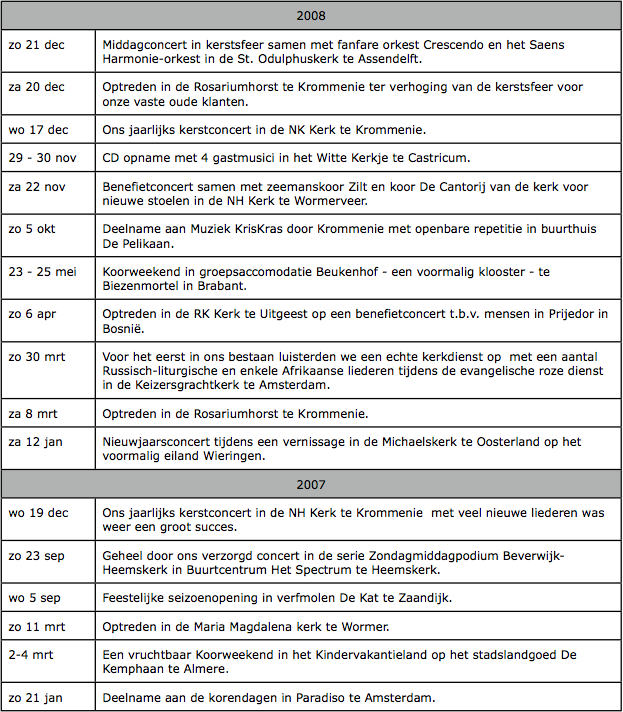 2008
zo 21 dec
Middagconcert in kerstsfeer samen met fanfare orkest Crescendo en het Saens
Harmonie-orkest in de St. Odulphuskerk te Assendelft.
za 20 dec
Optreden in de Rosariumhorst te Krommenie ter verhoging van de kerstsfeer voor
onze vaste oude klanten.
wo 17 dec
Ons jaarlijks kerstconcert in de NK Kerk te Krommenie.
29 - 30 nov
CD opname met 4 gastmusici in het Witte Kerkje te Castricum.
za 22 nov
Benefietconcert samen met zeemanskoor Zilt en koor De Cantorij van de kerk voor
nieuwe stoelen in de NH Kerk te Wormerveer.
zo 5 okt
Deelname aan Muziek KrisKras door Krommenie met openbare repetitie in buurthuis
De Pelikaan.
23 - 25 mei
Koorweekend in groepsaccomodatie Beukenhof - een voormalig klooster - te
Biezenmortel in Brabant.
zo 6 apr
Optreden in de RK Kerk te Uitgeest op een benefietconcert t.b.v. mensen in Prijedor in
Bosnië.
zo 30 mrt
Voor het eerst in ons bestaan luisterden we een echte kerkdienst op  met een aantal
Russisch-liturgische en enkele Afrikaanse liederen tijdens de evangelische roze dienst
in de Keizersgrachtkerk te Amsterdam.
za 8 mrt
Optreden in de Rosariumhorst te Krommenie.
za 12 jan
Nieuwjaarsconcert tijdens een vernissage in de Michaelskerk te Oosterland op het
voormalig eiland Wieringen.
2007
wo 19 dec
Ons jaarlijks kerstconcert in de NH Kerk te Krommenie  met veel nieuwe liederen was
weer een groot succes.
zo 23 sep
Geheel door ons verzorgd concert in de serie Zondagmiddagpodium Beverwijk-
Heemskerk in Buurtcentrum Het Spectrum te Heemskerk.
wo 5 sep
Feestelijke seizoenopening in verfmolen De Kat te Zaandijk.
zo 11 mrt
Optreden in de Maria Magdalena kerk te Wormer.
2-4 mrt
Een vruchtbaar Koorweekend in het Kindervakantieland op het stadslandgoed De
Kemphaan te Almere.
zo 21 jan
Deelname aan de korendagen in Paradiso te Amsterdam.